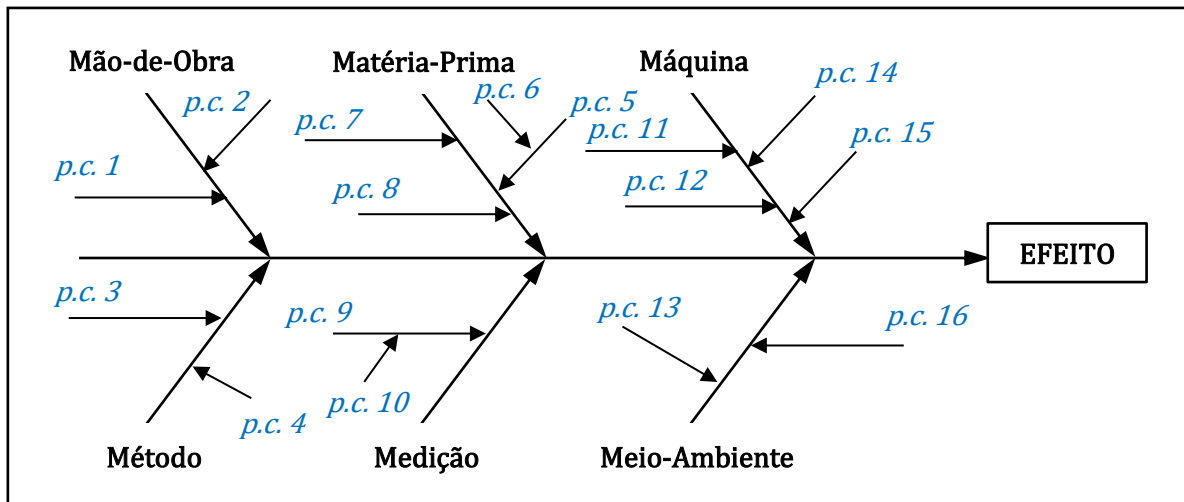 Mão-de-Obra
Matéria-Prima
Máquina
p.c. 14
p.c. 2
p.c. 6
p.c. 5
p.c. 7
p.c. 11
p.c. 15
p.c. 1
p.c. 8
p.c. 12
EFEITO
p.c. 3
p.c. 9
p.c. 13
p.c. 16
p.c. 4
p.c. 10
Método
Medição
Meio-Ambiente